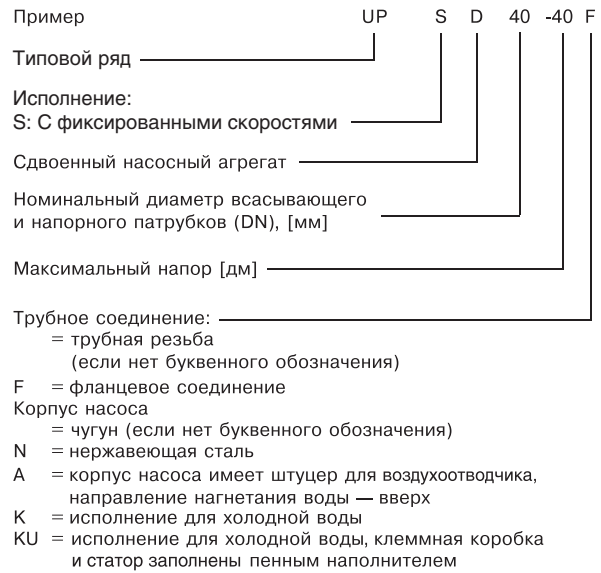 Пример UP S D 40 -40 F
Типовой ряд
Исполнение:
S: С фиксированными скоростями
Сдвоенный насосный агрегат
Номинальный диаметр всасывающего
и напорного патрубков (DN), [мм]
Максимальный напор [дм]
Трубное соединение:
= трубная резьба
(если нет буквенного обозначения)
F = фланцевое соединение
Корпус насоса
= чугун (если нет буквенного обозначения)
N = нержавеющая сталь
A = корпус насоса имеет штуцер для воздухоотводчика,
направление нагнетания воды — вверх
K = исполнение для холодной воды
KU = исполнение для холодной воды, клеммная коробка
и статор заполнены пенным наполнителем